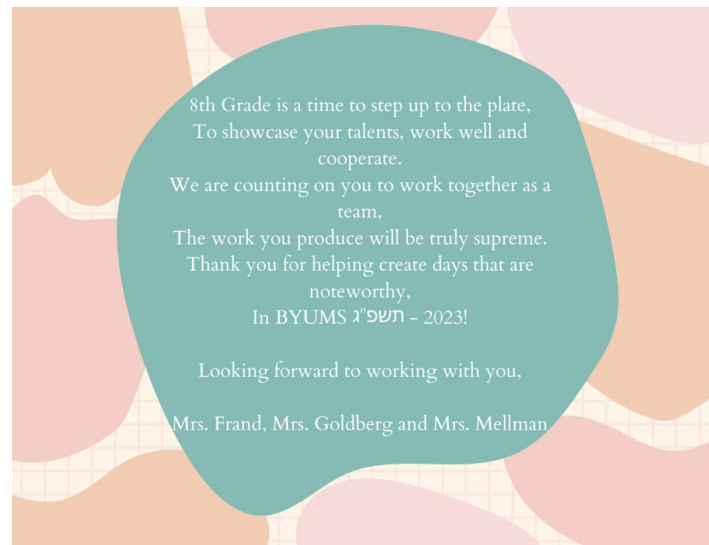 8th Grade is a time to step up to the plate,
To showcase your talents, work well and
cooperate.
We are counting on you to work together as a
team,
The work you produce will be truly supreme.
Thank you for helping create days that are
noteworthy,
In BYUMS תשפ"ג - 2023!
Looking forward to working with you,
Mrs. Frand, Mrs. Goldberg and Mrs. Mellman